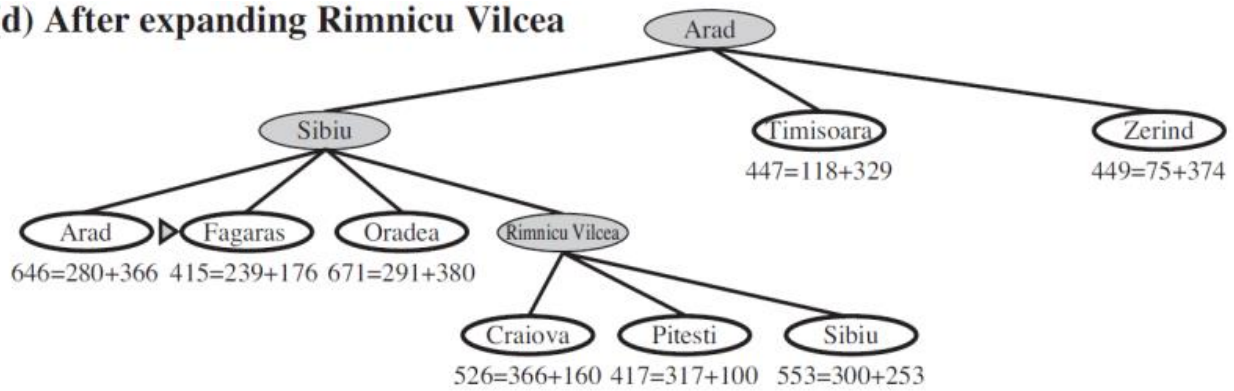 d) After expanding Rimnicu Vilcea
Arad
Sibiu
Timisoara
Zerind
447=118+329
449=75+374
Arad
Fagaras
Oradea
Rimnicu Vilcea
646=280+366
415=239+176
671=291+380
Craiova
Pitesti
Sibiu
526=366+160
417=317+100
553=300+253